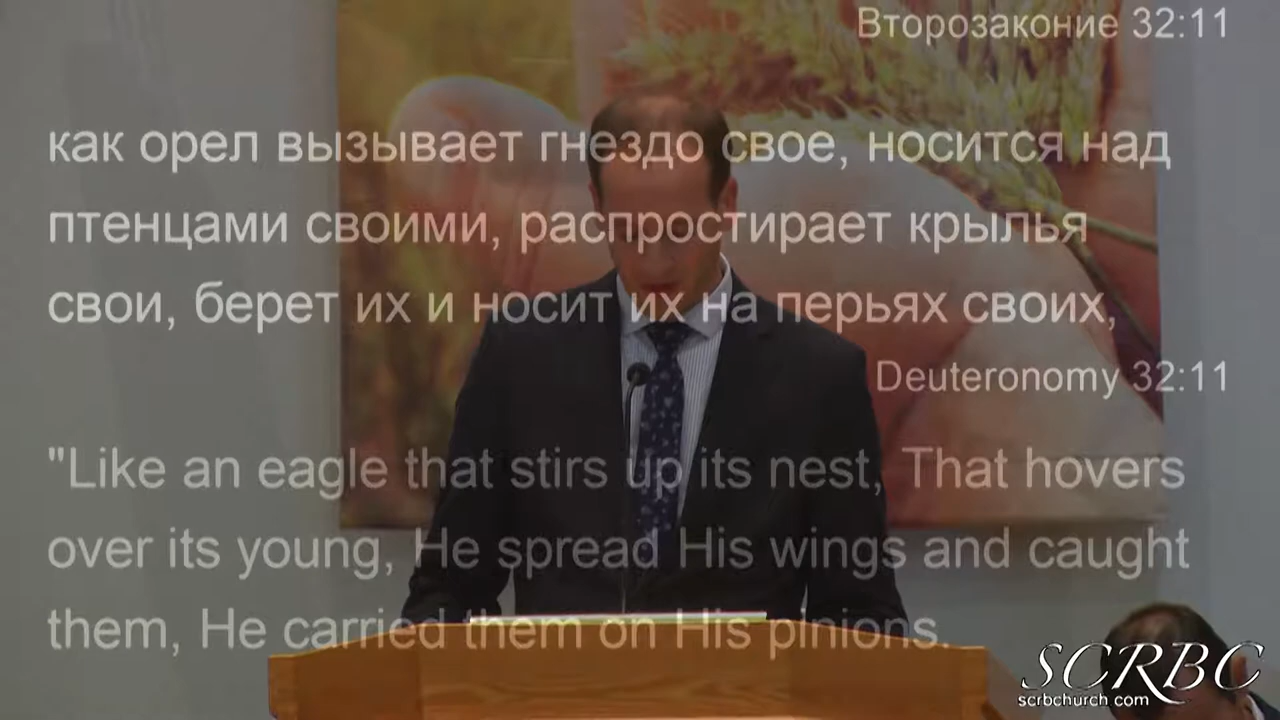 Второзаконие 32:11
как орел вызывает гнездо свое, носится над
птенцами своими, распростирает крылья
свои, берет их и носит их на перьях своих,
Deuteronomy 32:11
"Like an eagle that stirs up its nest, That hovers
over its young, He spread His wings and caught
them, He carried them on His pinions.
SCRBC
scrbchurch.com